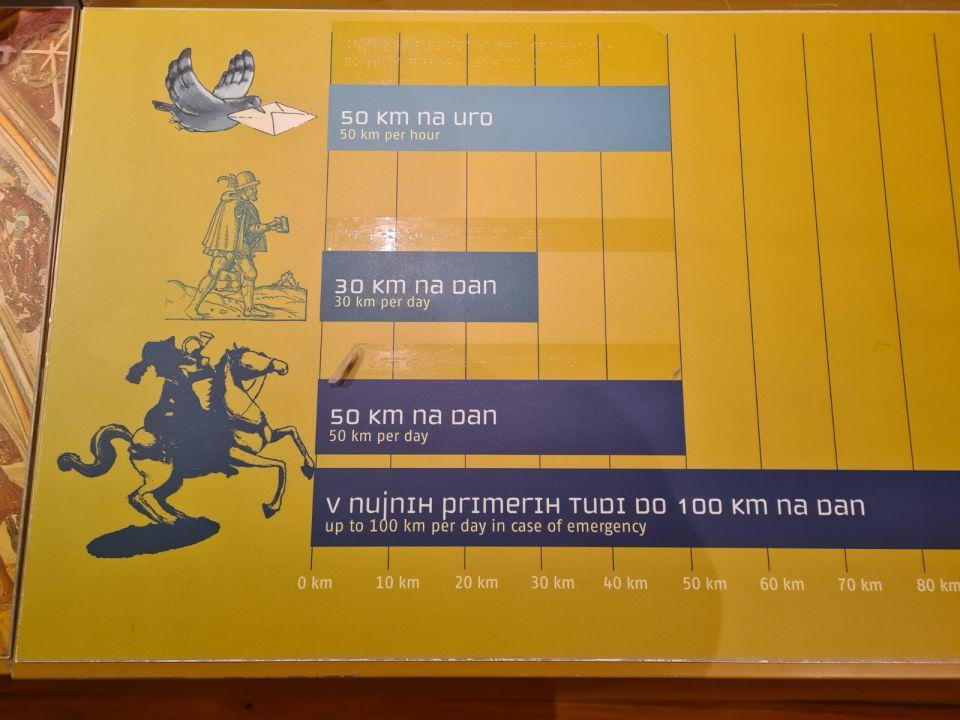 50 km na uro
50 km per hour
30 km na dan
30 km per day
50 km na dan
50 km per day
v nujnih primerih tudi do 100 km na dan
up to 100 km per day in case of emergency
0 km 10 km 20 km 30 km 40 km 50 km 60 km 70 km 80 km